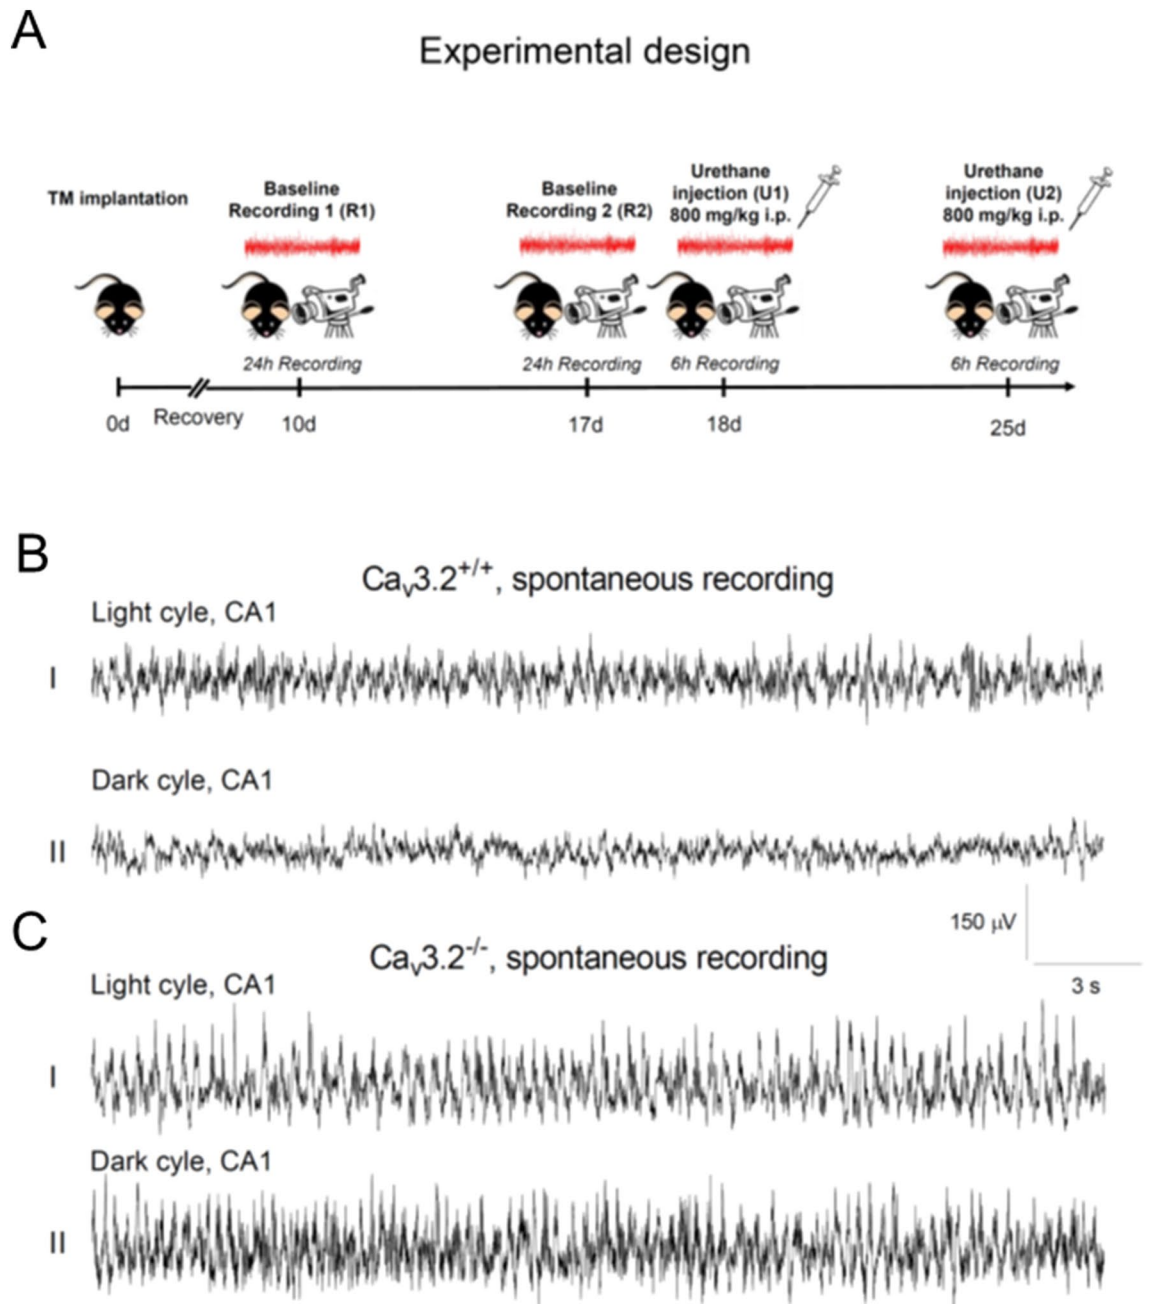 A
Experimental design
TM implantation
Baseline
Recording 1 (R1)
Baseline
Recording 2 (R2)
Urethane
injection (U1)
800 mg/kg i.p.
Urethane
injection (U2)
800 mg/kg i.p.
24h Recording
24h Recording
6h Recording
6h Recording
0d
Recovery
10d
17d
18d
25d
B
Cav3.2+/+, spontaneous recording
Light cyle, CA1
I
Dark cyle, CA1
II
150 μV
3 s
C
Cav3.2-/-, spontaneous recording
Light cyle, CA1
I
Dark cyle, CA1
II